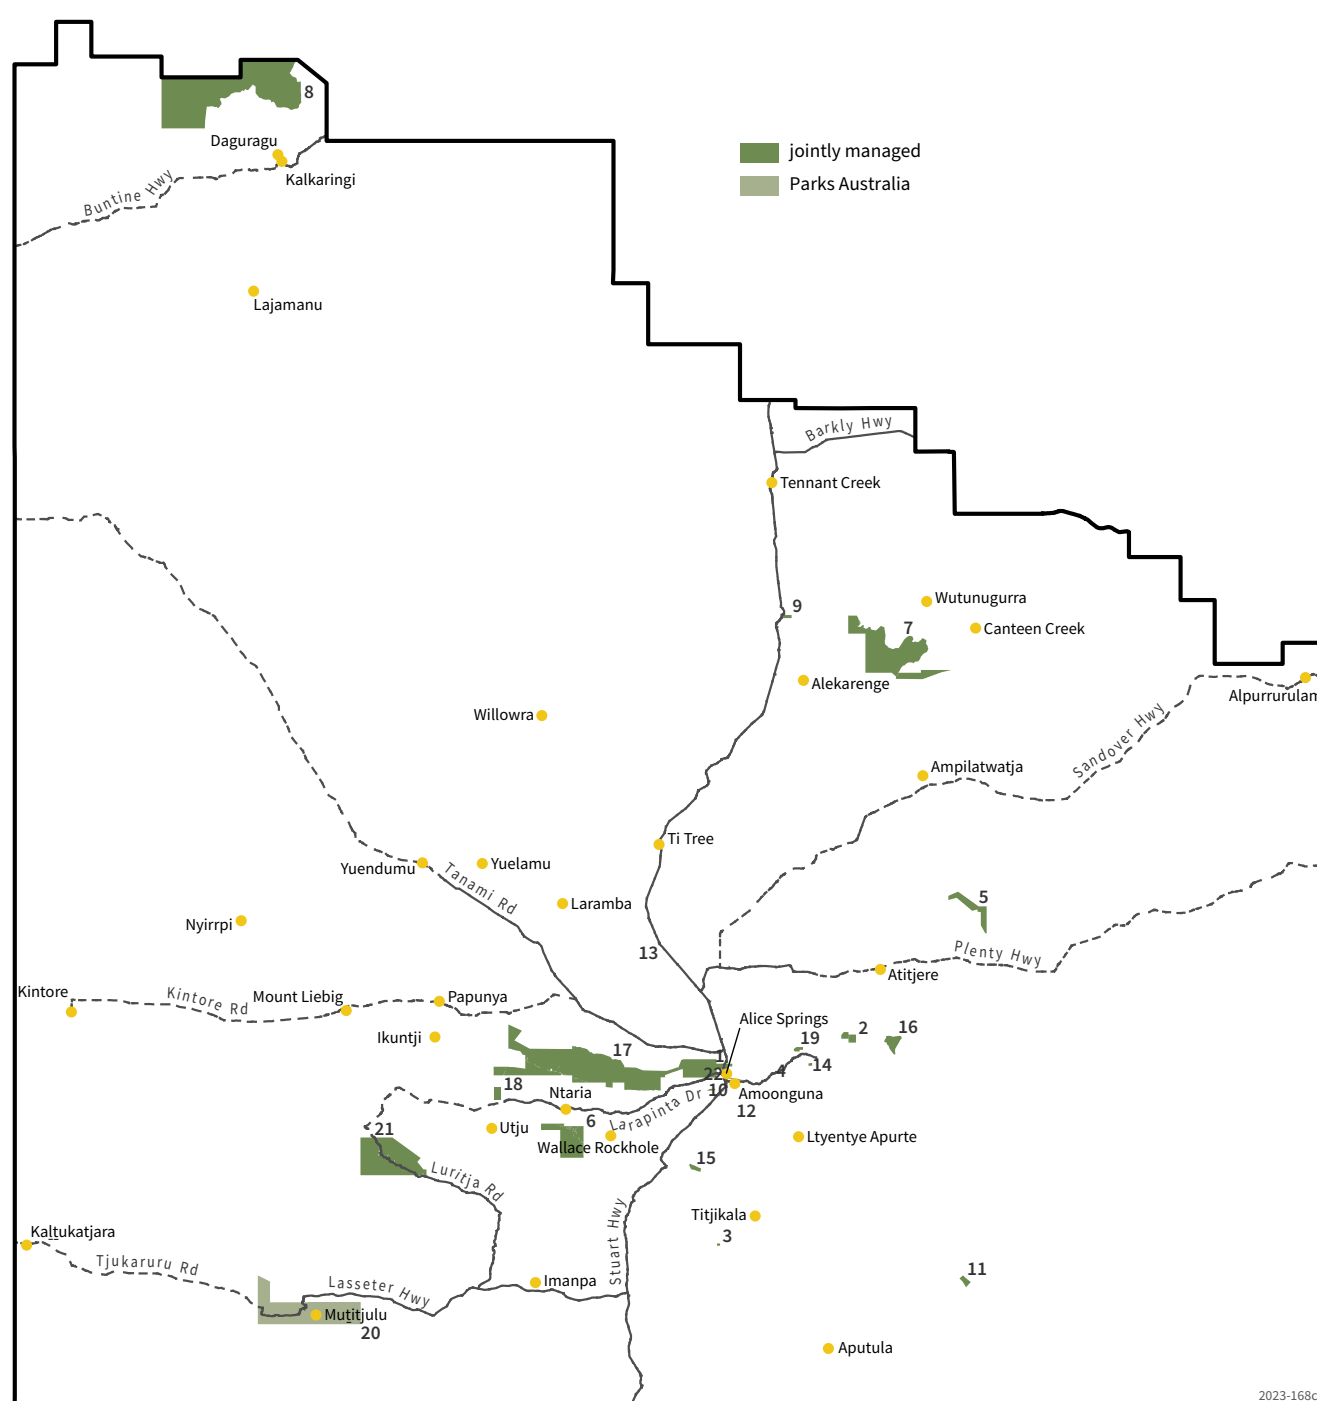 8
Daguragu
Kalkaringi
Buntine Hwy
jointly managed
Parks Australia
Lajamanu
Barkly Hwy
Tennant Creek
9
Wutunugurra
7
Canteen Creek
Alekarenge
Alpurrurulam
Willowra
Sandover Hwy
Ampilatwatja
Ti Tree
Yuendumu
Yuelamu
Tanami Rd
Laramba
5
Nyirrpi
13
Plenty Hwy
Atitjere
Kintore
Kintore Rd
Mount Liebig
Papunya
Alice Springs
Ikuntji
17
1
19
2
16
22
4
14
18
Ntaria
10
Amoonguna
Larapinta Dr
12
21
Utju
6
Wallace Rockhole
Ltyentye Apurte
15
Luritja Rd
Titjikala
3
Stuart Hwy
Kaḻṯukatjara
Tjukaruru Rd
11
Lasseter Hwy
Imanpa
Muṯitjulu
20
Aputula
2023-168c